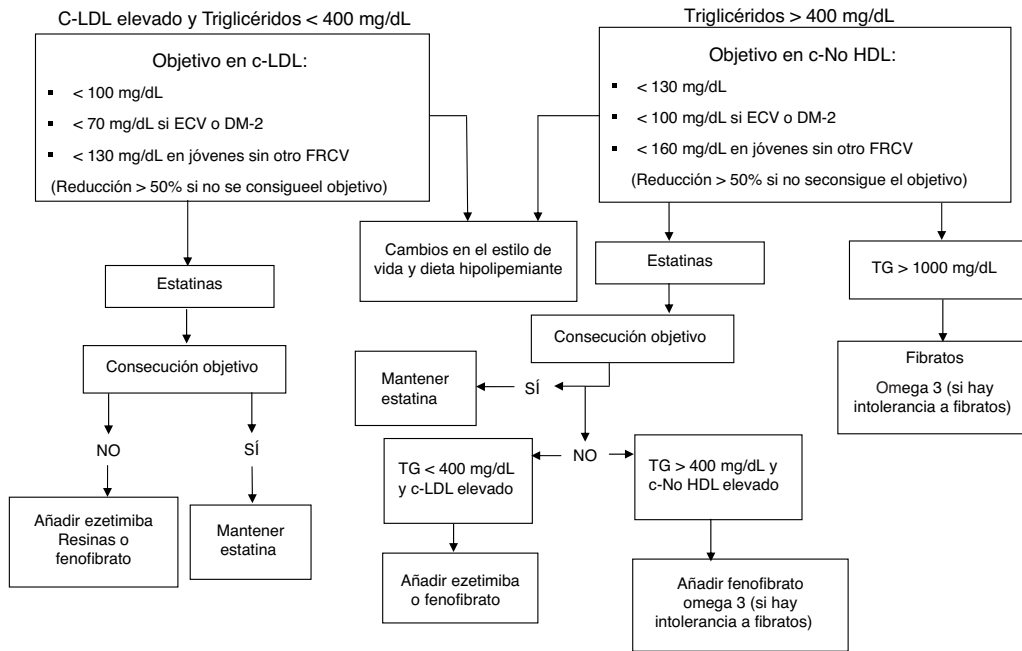 C-LDL elevado y Triglicéridos < 400 mg/dL
Objetivo en c-LDL:
▪ < 100 mg/dL
▪ < 70 mg/dL si ECV o DM-2
▪ < 130 mg/dL en jóvenes sin otro FRCV
(Reducción > 50% si no se consigueel objetivo)
Triglicéridos > 400 mg/dL
Objetivo en c-No HDL:
▪ < 130 mg/dL
▪ < 100 mg/dL si ECV o DM-2
▪ < 160 mg/dL en jóvenes sin otro FRCV
(Reducción > 50% si no seconsigue el objetivo)
Cambios en el estilo de
vida y dieta hipolipemiante
Estatinas
Consecución objetivo
NO
SÍ
Añadir ezetimiba
Resinas o
fenofibrato
Mantener
estatina
Estatinas
Consecución objetivo
SÍ
Mantener
estatina
NO
TG < 400 mg/dL
y c-LDL elevado
Añadir ezetimiba
o fenofibrato
TG > 400 mg/dL y
c-No HDL elevado
Añadir fenofibrato
omega 3 (si hay
intolerancia a fibratos)
TG > 1000 mg/dL
Fibratos
Omega 3 (si hay
intolerancia a fibratos)